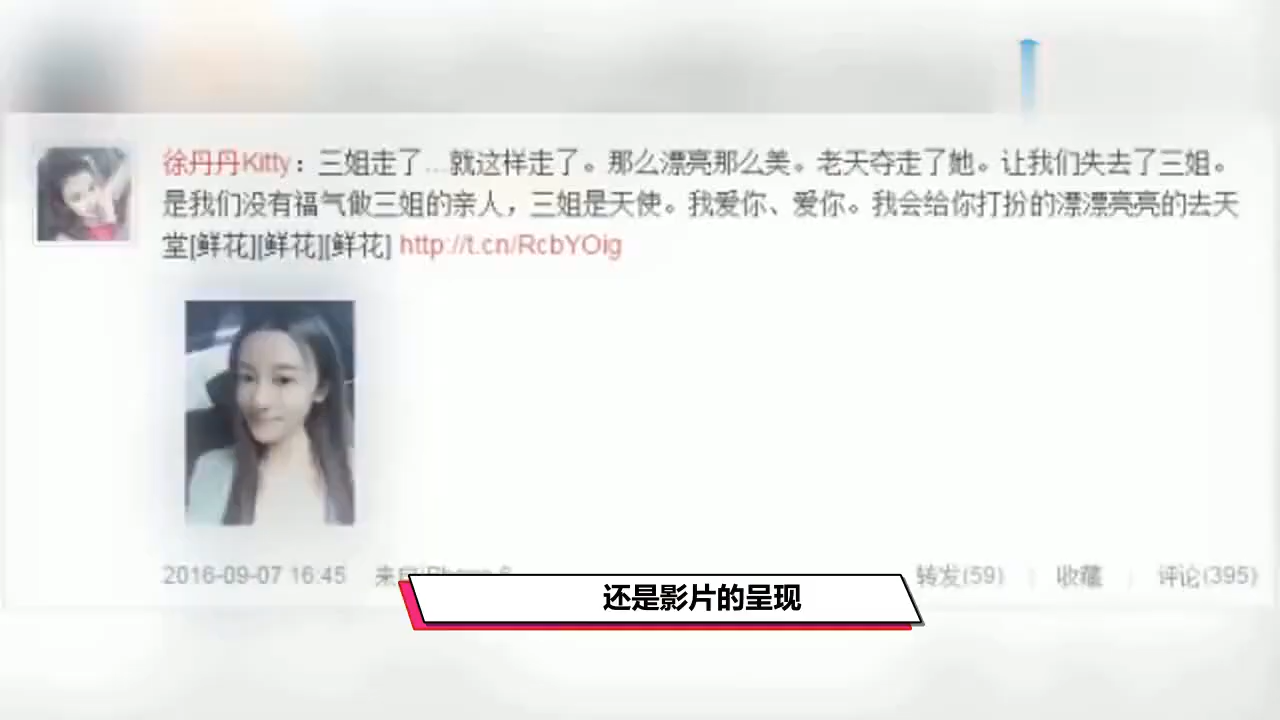 徐丹丹Kitty：三姐走了…就这样走了。那么漂亮那么美。老天夺走了她。让我们失去了三姐。
是我们没有福气做三姐的亲人，三姐是天使。我爱你、爱你。我会给你打扮的漂漂亮亮的去天
堂[鲜花][鲜花][鲜花] http://t.cn/RcbYOig
2016-09-07 16:45 转发(59) | 收藏 | 评论(395)
还是影片的呈现